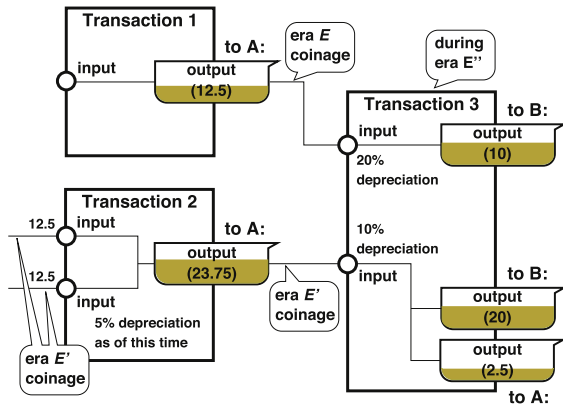 Transaction 1
input
to A:
output
(12.5)
era E
coinage
during
era E’’
Transaction 3
input
20%
depreciation
to B:
output
(10)
Transaction 2
12.5
input
12.5
input
5% depreciation
as of this time
to A:
output
(23.75)
era E’
coinage
era E’
coinage
10%
depreciation
input
to B:
output
(20)
output
(2.5)
to A: